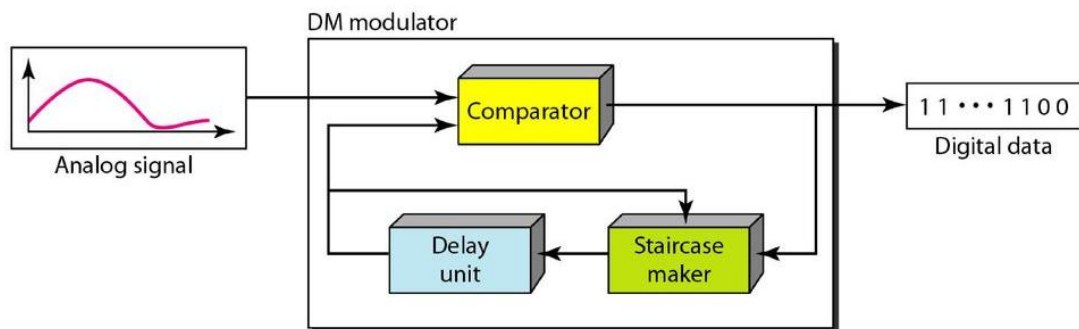 DM modulator
Comparator
Analog signal
11 ··· 1100
Digital data
Delay
unit
Staircase
maker